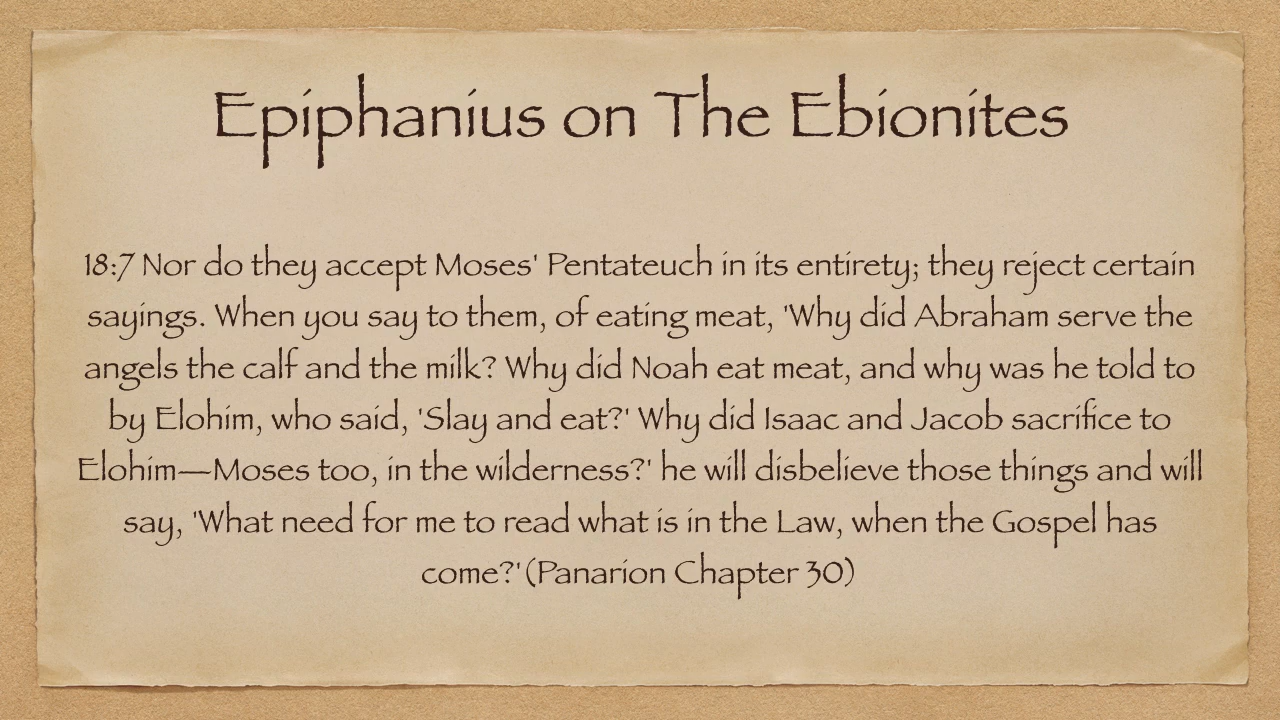 Epiphanius on The Ebionites
18:7 Nor do they accept Moses' Pentateuch in its entirety; they reject certain
sayings. When you say to them, of eating meat, 'Why did Abraham serve the
angels the calf and the milk? Why did Noah eat meat, and why was he told to
by Elohim, who said, 'Slay and eat?' Why did Isaac and Jacob sacrifice to
Elohim—Moses too, in the wilderness?' he will disbelieve those things and will
say, 'What need for me to read what is in the Law, when the Gospel has
come?'(Panarion Chapter 30)